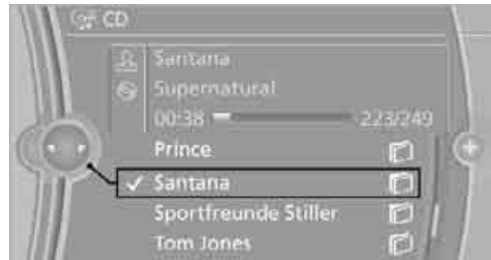 CD
Santana
Supernatural
00:38 223/249
Prince
✓ Santana
Sportfreunde Stiller
Tom Jones